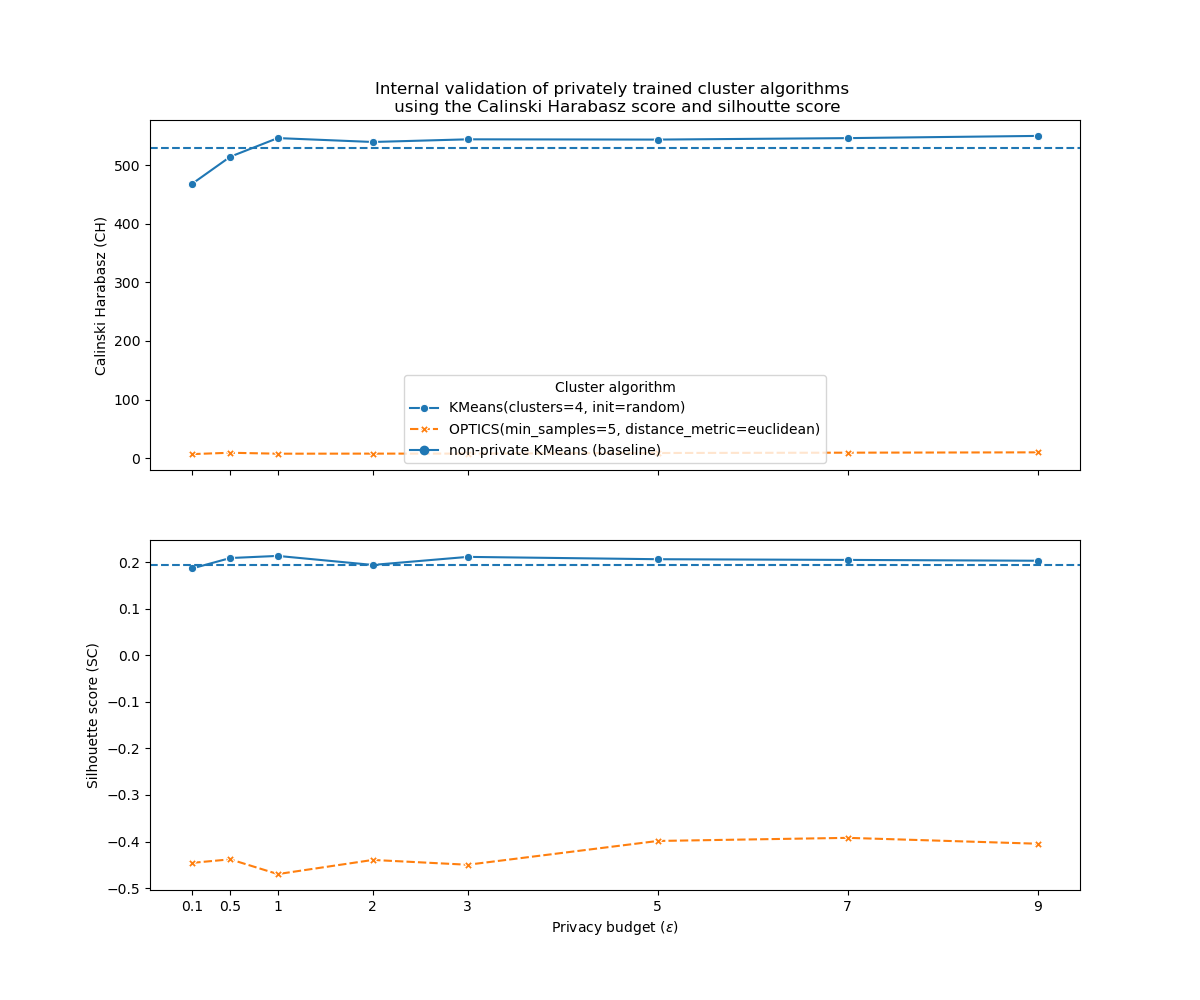 Internal validation of privately trained cluster algorithms
using the Calinski Harabasz score and silhoutte score
Calinski Harabasz (CH)
500
400
300
200
100
0
Cluster algorithm
KMeans(clusters=4, init=random)
OPTICS(min_samples=5, distance_metric=euclidean)
non-private KMeans (baseline)
Silhouette score (SC)
0.2
0.1
0.0
−0.1
−0.2
−0.3
−0.4
−0.5
0.1 0.5 1 2 3 5 7 9
Privacy budget (ε)